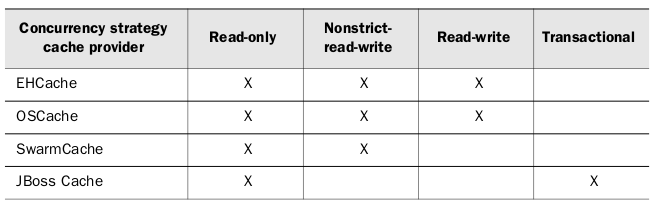 Concurrency strategy cache provider Read-only Nonstrict-read-write Read-write Transactional
EHCache X X X
OSCache X X X
SwarmCache X X
JBoss Cache X X